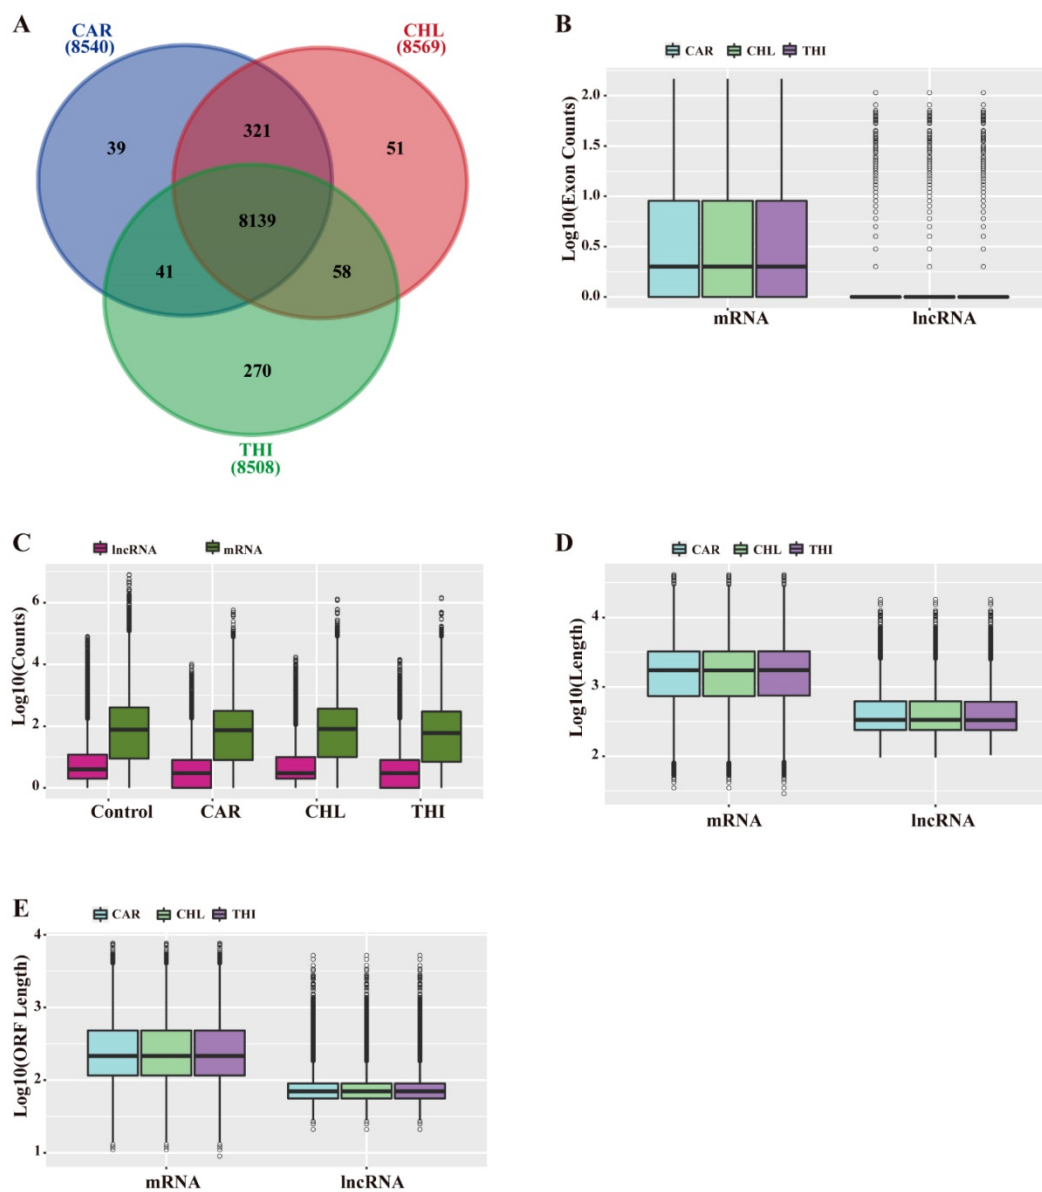 A
CAR
(8540)
CHL
(8569)
39
321
51
8139
41
58
270
THI
(8508)
B
CAR CHL THI
Log10(Exon Counts)
2.0
1.5
1.0
0.5
0.0
mRNA lncRNA
C
lncRNA mRNA
Log10(Counts)
6
4
2
0
Control CAR CHL THI
D
CAR CHL THI
Log10(Length)
4
3
2
mRNA lncRNA
E
CAR CHL THI
Log10(ORF Length)
4
3
2
1
mRNA lncRNA